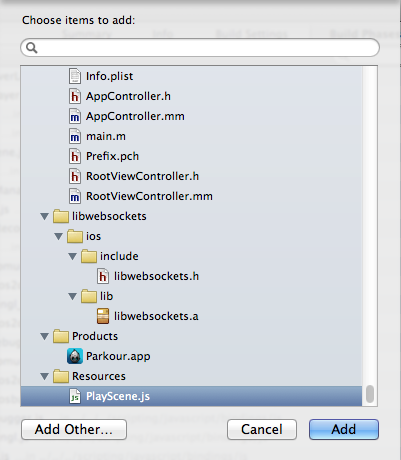 Choose items to add:
Info.plist
h AppController.h
m AppController.mm
m main.m
h Prefix.pch
h RootViewController.h
m RootViewController.mm
libwebsockets
ios
include
h libwebsockets.h
lib
libwebsockets.a
Products
Parkour.app
Resources
JS PlayScene.js
Add Other...
Cancel
Add